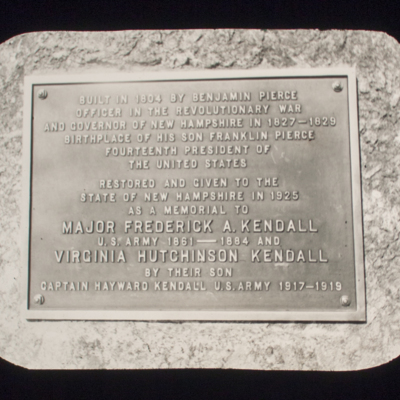 BUILT IN 1804 BY BENJAMIN PIERCE
OFFICER IN THE REVOLUTIONARY WAR
AND GOVERNOR OF NEW HAMPSHIRE IN 1827—1829
BIRTHPLACE OF HIS SON FRANKLIN PIERCE
FOURTEENTH PRESIDENT OF
THE UNITED STATES
RESTORED AND GIVEN TO THE
STATE OF NEW HAMPSHIRE IN 1925
AS A MEMORIAL TO
MAJOR FREDERICK A. KENDALL
U.S. ARMY 1861—1884 AND
VIRGINIA HUTCHINSON KENDALL
BY THEIR SON
CAPTAIN HAYWARD KENDALL U.S. ARMY 1917-1919